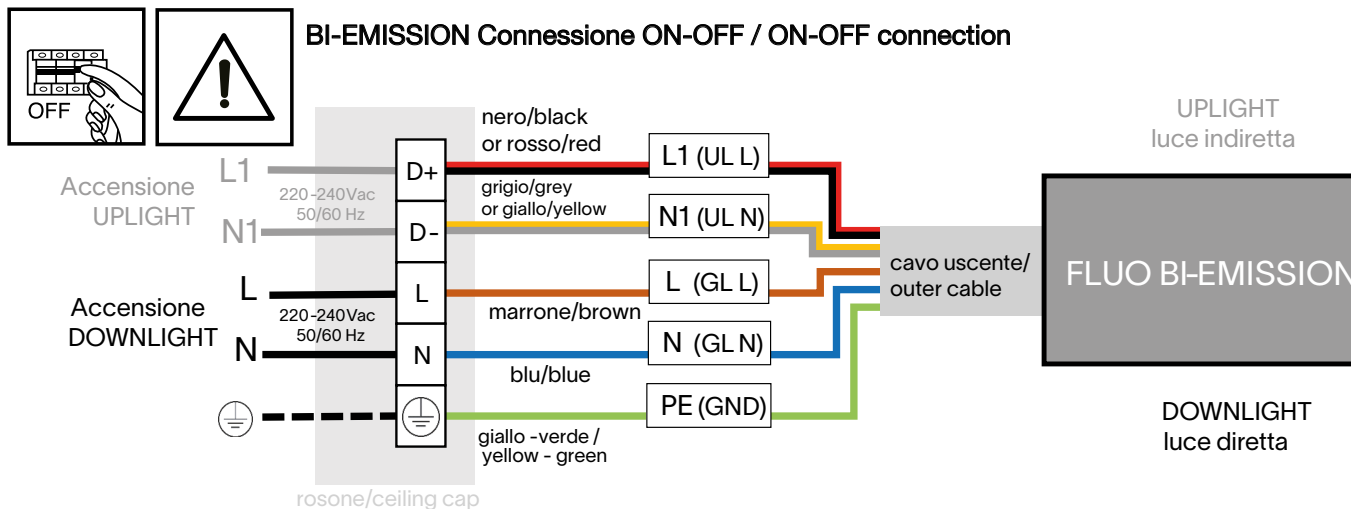 BI-EMISSION Connessione ON-OFF / ON-OFF connection
OFF
nero/black
or rosso/red
UPLIGHT
luce indiretta
Accensione
UPLIGHT
L1
220-240Vac
50/60 Hz
N1
D+
L1 (UL L)
grigio/grey
or giallo/yellow
D-
N1 (UL N)
cavo uscente/
outer cable
FLUO BI-EMISSION
Accensione
DOWNLIGHT
L
220-240Vac
50/60 Hz
N
L
L (GL L)
marrone/brown
N
N (GL N)
blu/blue
PE (GND)
giallo -verde /
yellow - green
DOWNLIGHT
luce diretta
rosone/ceiling cap